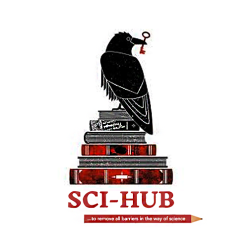 SCI-HUB
...to remove all barriers in the way of science